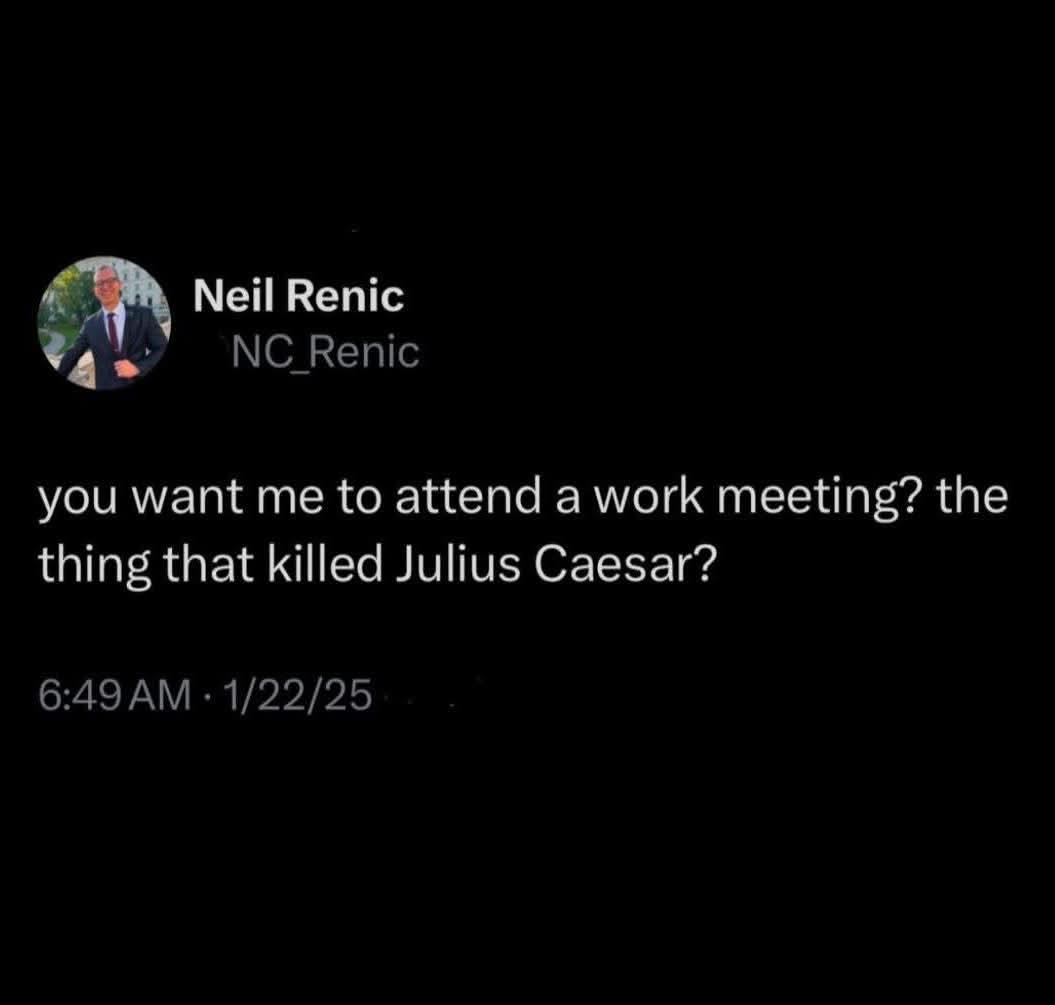 Neil Renic
NC_Renic
you want me to attend a work meeting? the
thing that killed Julius Caesar?
6:49 AM · 1/22/25